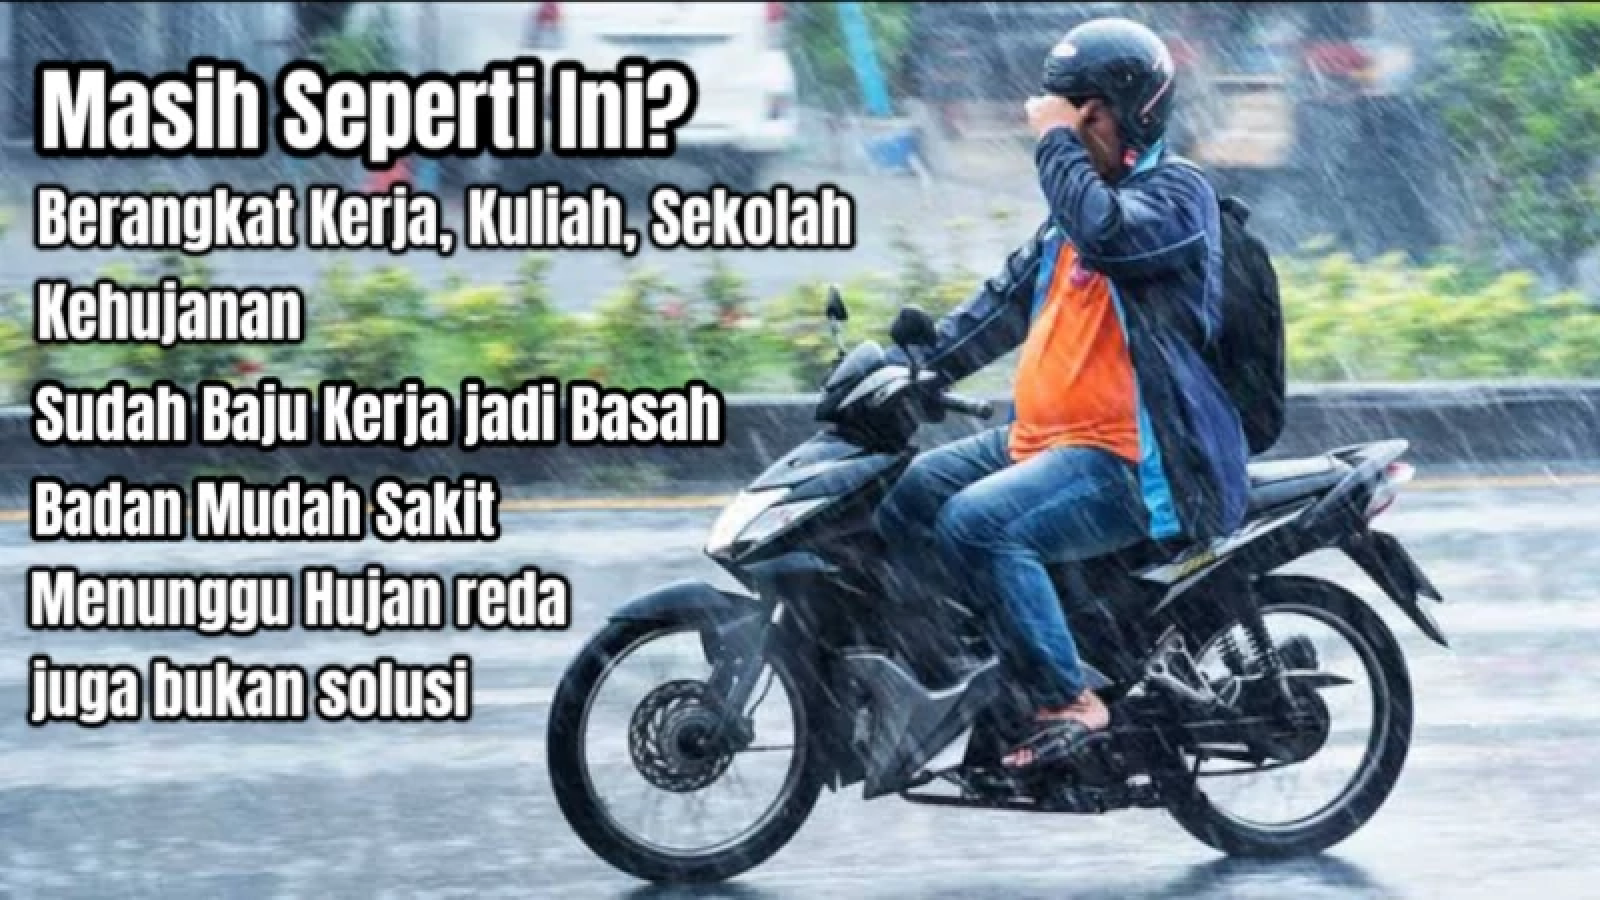 Masih Seperti Ini?
Berangkat Kerja, Kuliah, Sekolah
Kehujanan
Sudah Baju Kerja jadi Basah
Badan Mudah Sakit
Menunggu Hujan reda
juga bukan solusi